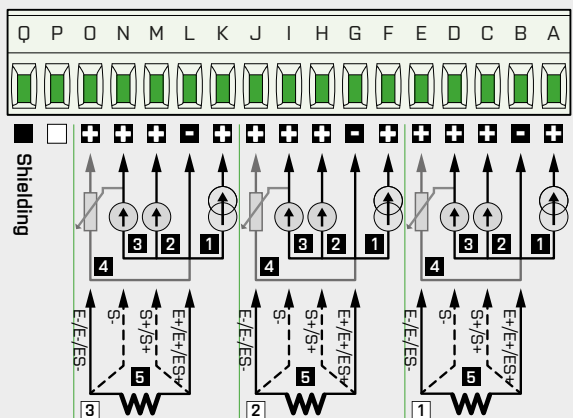 Q P O N M L K J I H G F E D C B A
+ + + - + + + + - + + + + - +
Shielding
3 2 1 3 2 1 3 2 1
4 4 4
E-/E-/ES- S- S+/S+ E+/E+/ES+ E-/E-/ES- S- S+/S+ E+/E+/ES+ E-/E-/ES- S- S+/S+ E+/E+/ES+
5 5 5
3 2 1